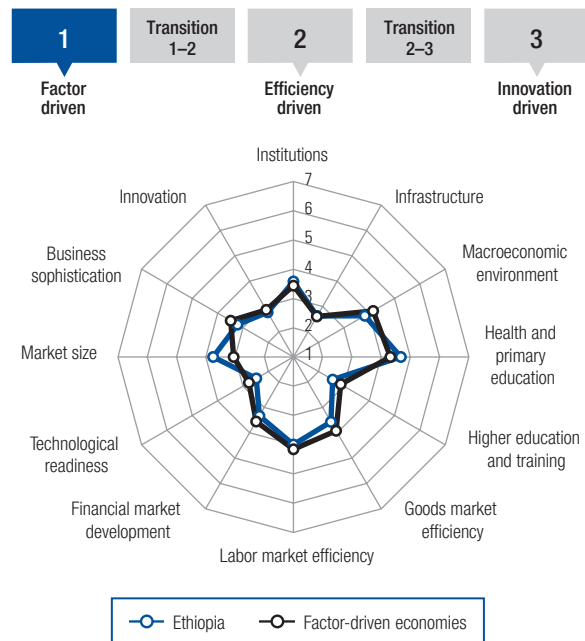 1
Transition
1–2
2
Transition
2–3
3
Factor
driven
Efficiency
driven
Innovation
driven
Institutions
7
6
5
4
3
2
1
Infrastructure
Macroeconomic
environment
Health and
primary
education
Higher education
and training
Goods market
efficiency
Labor market efficiency
Financial market
development
Technological
readiness
Market size
Business
sophistication
Innovation
Ethiopia
Factor-driven economies